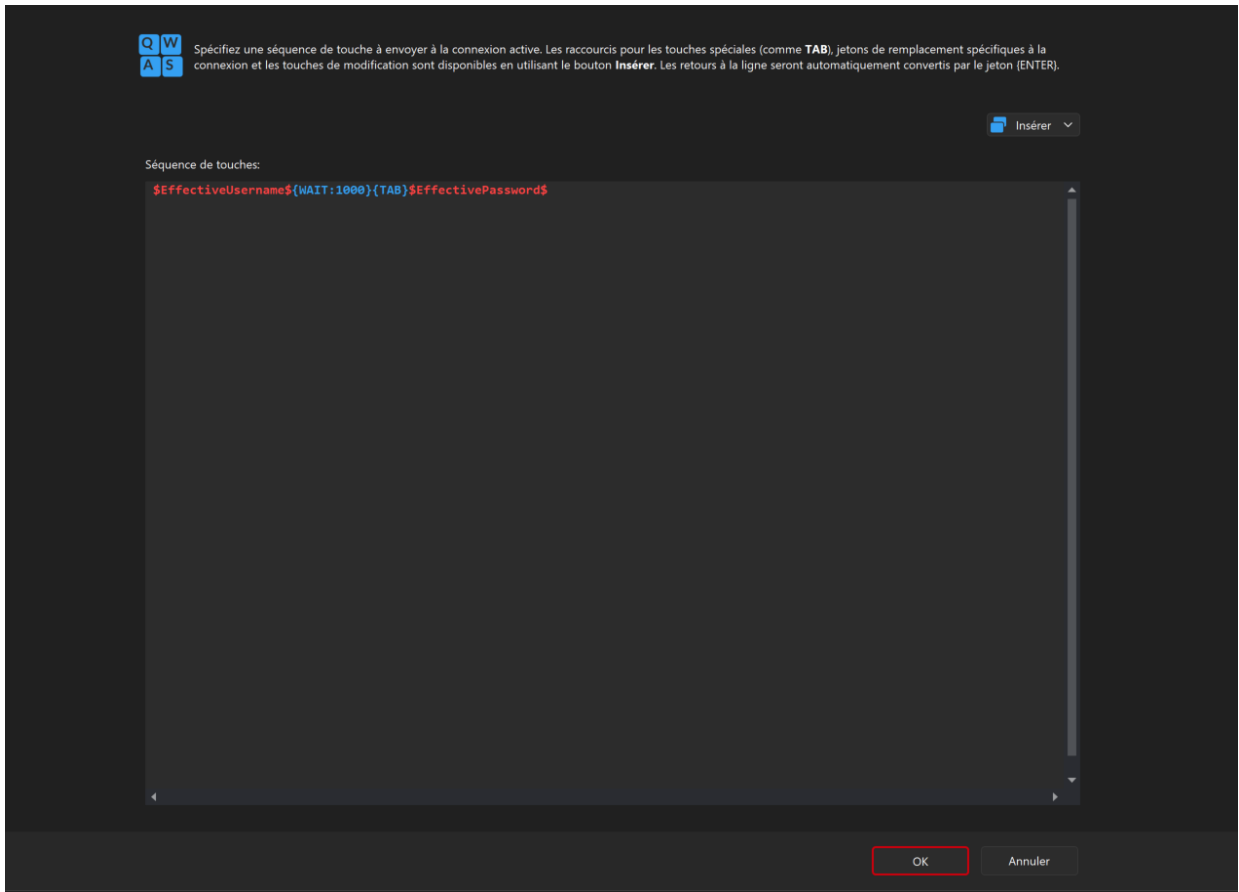 Q W
A S
Spécifiez une séquence de touche à envoyer à la connexion active. Les raccourcis pour les touches spéciales (comme TAB), jetons de remplacement spécifiques à la
connexion et les touches de modification sont disponibles en utilisant le bouton Insérer. Les retours à la ligne seront automatiquement convertis par le jeton {ENTER}.
Insérer
Séquence de touches:
$EffectiveUsername${WAIT:1000}{TAB}$EffectivePassword$
OK
Annuler